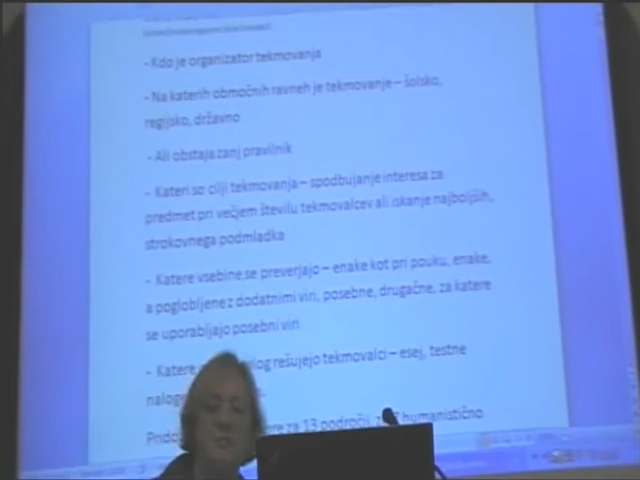 - Kdo je organizator tekmovanja
- Na katerih območnih ravneh je tekmovanje – šolsko,
regijsko, državno
- Ali obstaja zanj pravilnik
- Kateri so cilji tekmovanja – spodbujanje interesa za
predmet pri večjem številu tekmovalcev ali iskanje najboljših,
strokovnega podmladka
- Katere vsebine se preverjajo – enake kot pri pouku, enake,
a poglobljene z dodatnimi viri, posebne, drugačne, za katere
se uporabljajo posebni viri
- Katere rešujejo tekmovalci – esej, testne
za 13 področij, humanistično